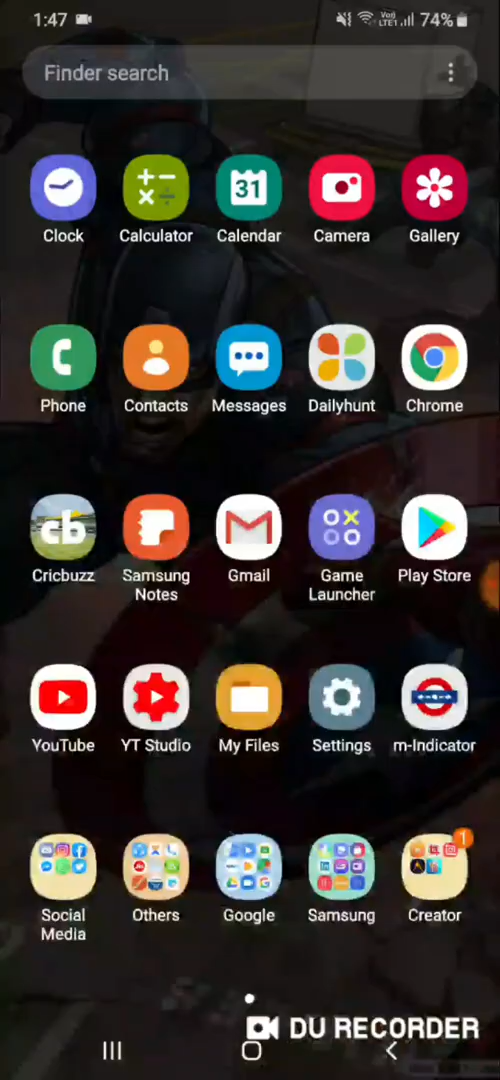 1:47
Vo)) LTE1 74%
Finder search
31
Clock Calculator Calendar Camera Gallery
Phone Contacts Messages Dailyhunt Chrome
cb
Cricbuzz Samsung Notes Gmail Game Launcher Play Store
YouTube YT Studio My Files Settings m-Indicator
1
Social Media Others Google Samsung Creator
DU RECORDER